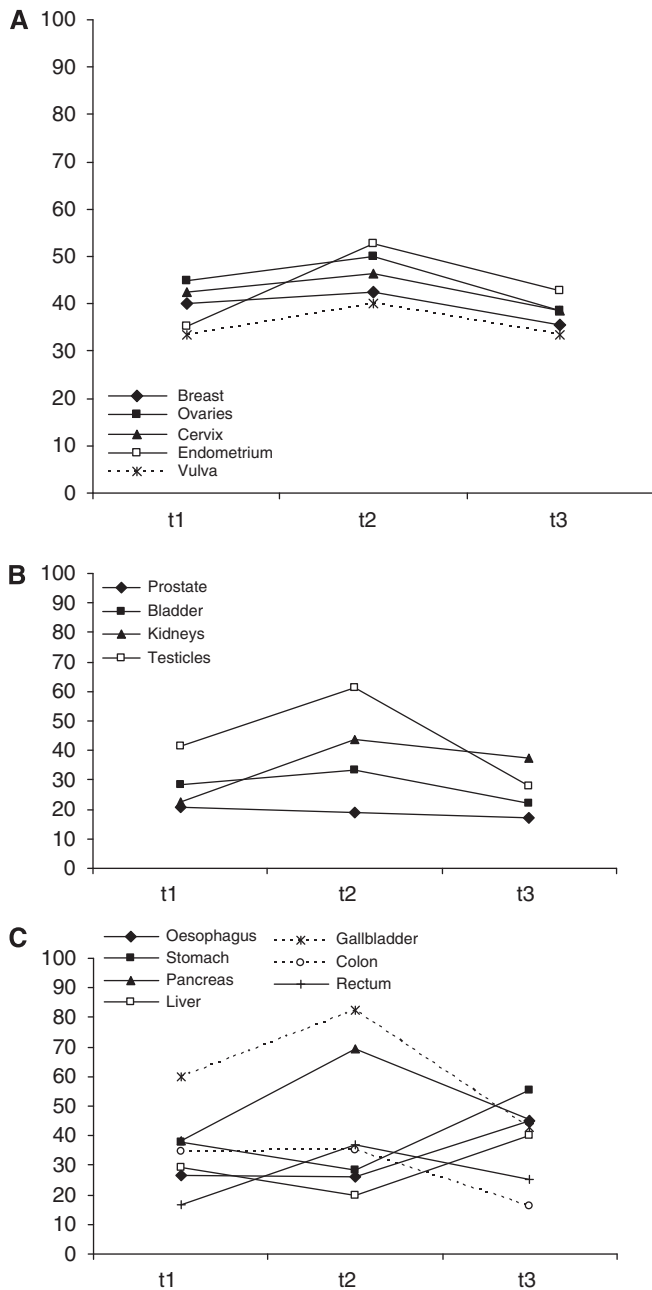 A
100
90
80
70
60
50
40
30
20
10
0
Breast
Ovaries
Cervix
Endometrium
Vulva
t1 t2 t3
B
100
90
80
70
60
50
40
30
20
10
0
Prostate
Bladder
Kidneys
Testicles
t1 t2 t3
C
100
90
80
70
60
50
40
30
20
10
0
Oesophagus
Stomach
Pancreas
Liver
Gallbladder
Colon
Rectum
t1 t2 t3